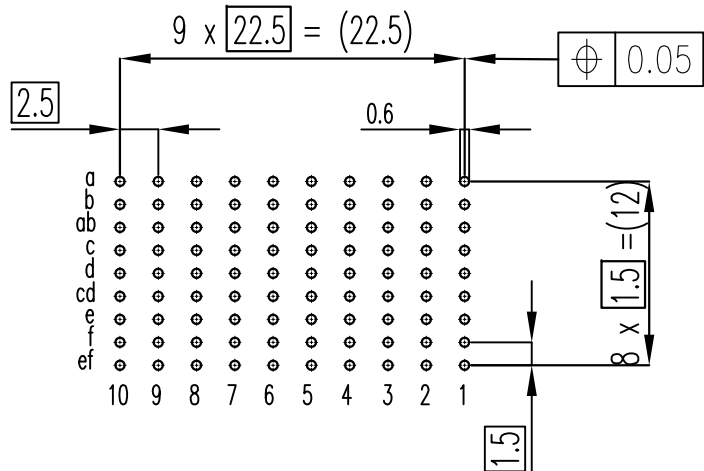 9 x 22.5 = (22.5)
⌖ 0.05
2.5
0.6
a
b
ab
c
d
cd
e
f
ef
8 x 1.5 =(12)
10 9 8 7 6 5 4 3 2 1
1.5